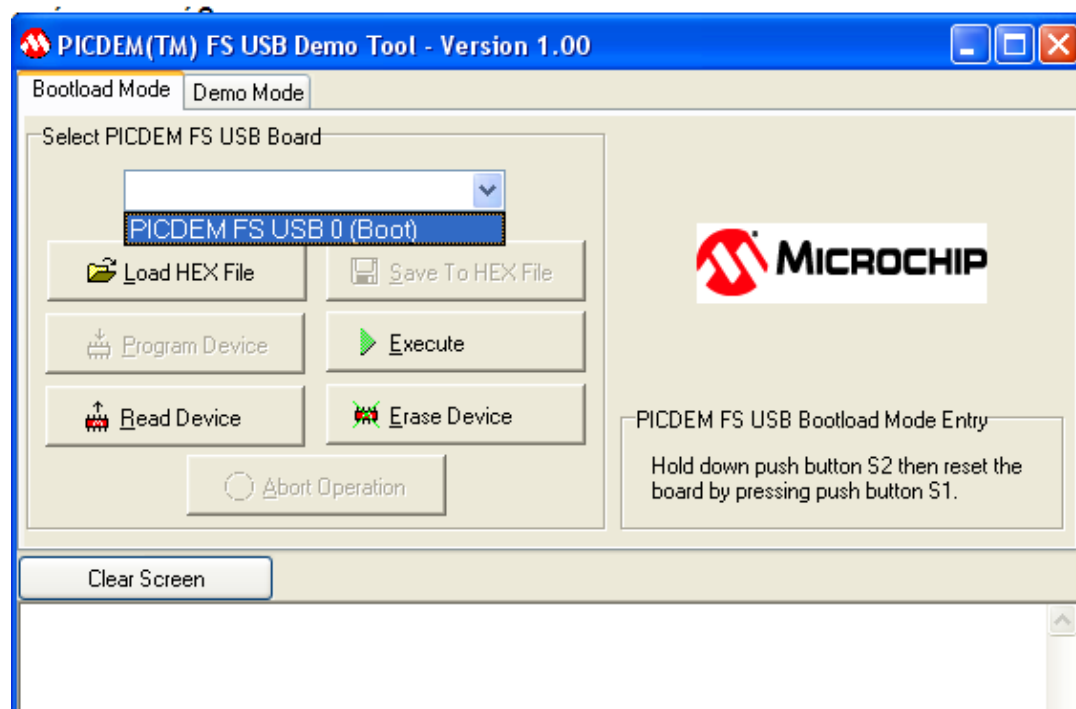 PICDEM(TM) FS USB Demo Tool - Version 1.00
Bootload Mode
Demo Mode
Select PICDEM FS USB Board
PICDEM FS USB 0 (Boot)
Load HEX File
Save To HEX File
Program Device
Execute
Read Device
Erase Device
Abort Operation
MICROCHIP
PICDEM FS USB Bootload Mode Entry
Hold down push button S2 then reset the
board by pressing push button S1.
Clear Screen